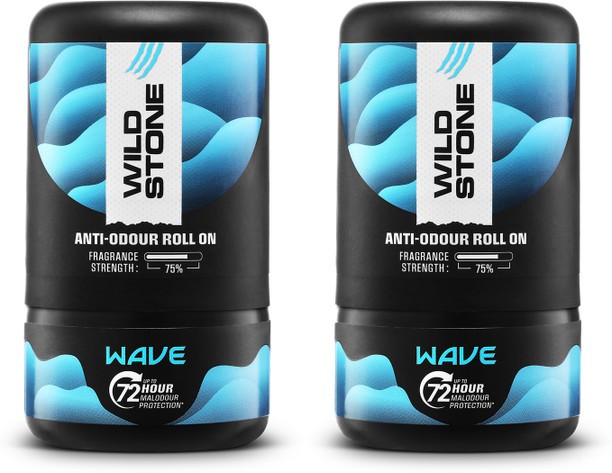 WILD
STONE
ANTI-ODOUR ROLL ON
FRAGRANCE
STRENGTH :
75%
WAVE
72
UP TO
HOUR
MALODOUR
PROTECTION*
WILD
STONE
ANTI-ODOUR ROLL ON
FRAGRANCE
STRENGTH :
75%
WAVE
72
UP TO
HOUR
MALODOUR
PROTECTION*